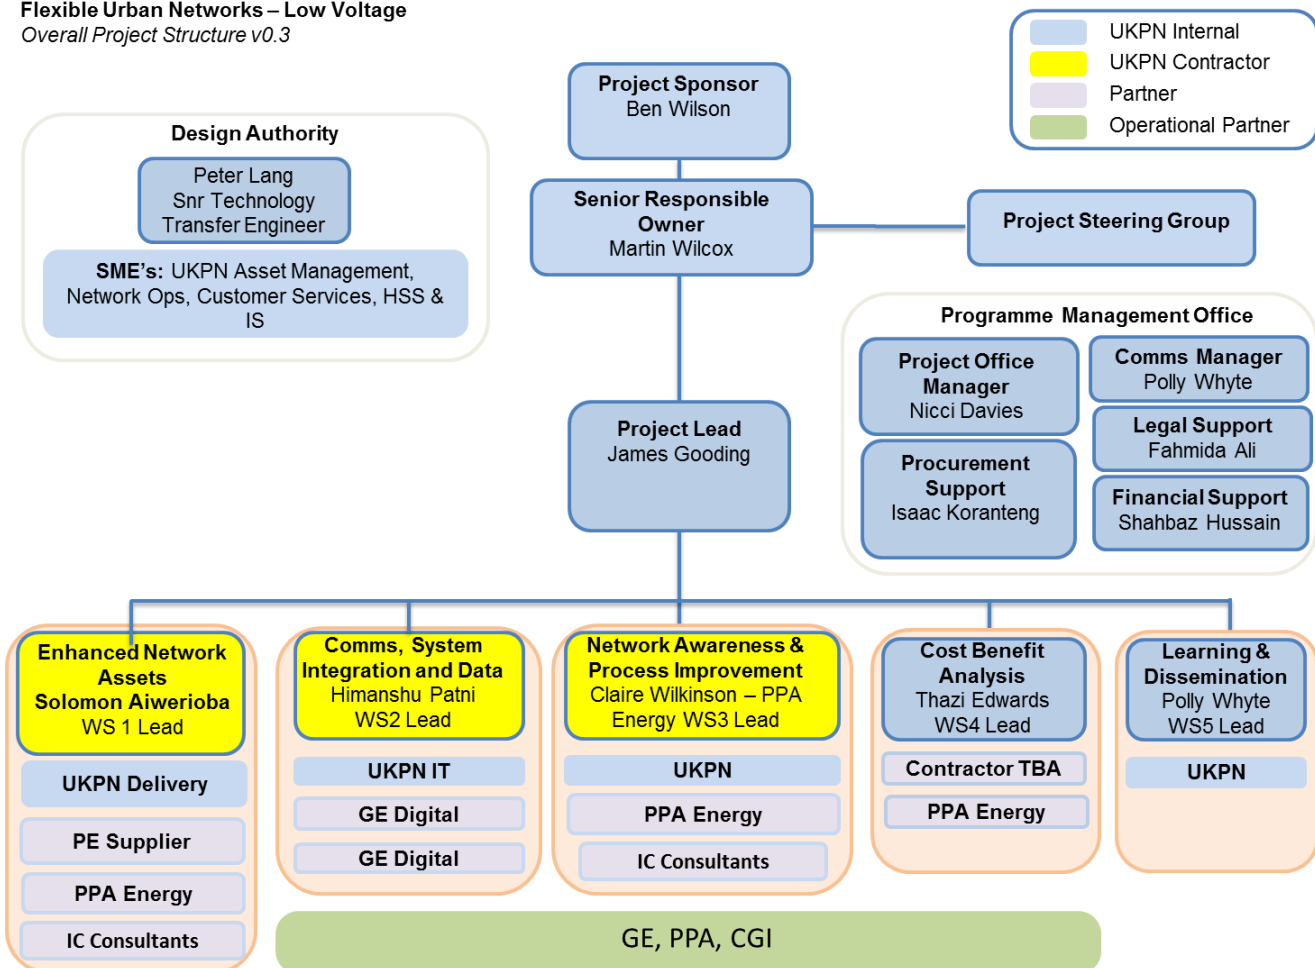 Flexible Urban Networks – Low Voltage
Overall Project Structure v0.3
UKPN Internal
UKPN Contractor
Partner
Operational Partner
Project Sponsor
Ben Wilson
Design Authority
Peter Lang
Snr Technology
Transfer Engineer
SME's: UKPN Asset Management,
Network Ops, Customer Services, HSS &
IS
Senior Responsible
Owner
Martin Wilcox
Project Steering Group
Programme Management Office
Project Office
Manager
Nicci Davies
Comms Manager
Polly Whyte
Legal Support
Fahmida Ali
Procurement
Support
Isaac Koranteng
Financial Support
Shahbaz Hussain
Project Lead
James Gooding
Enhanced Network
Assets
Solomon Aiwerioba
WS 1 Lead
UKPN Delivery
PE Supplier
PPA Energy
IC Consultants
Comms, System
Integration and Data
Himanshu Patni
WS2 Lead
UKPN IT
GE Digital
GE Digital
Network Awareness &
Process Improvement
Claire Wilkinson – PPA
Energy WS3 Lead
UKPN
PPA Energy
IC Consultants
Cost Benefit
Analysis
Thazi Edwards
WS4 Lead
Contractor TBA
PPA Energy
Learning &
Dissemination
Polly Whyte
WS5 Lead
UKPN
GE, PPA, CGI